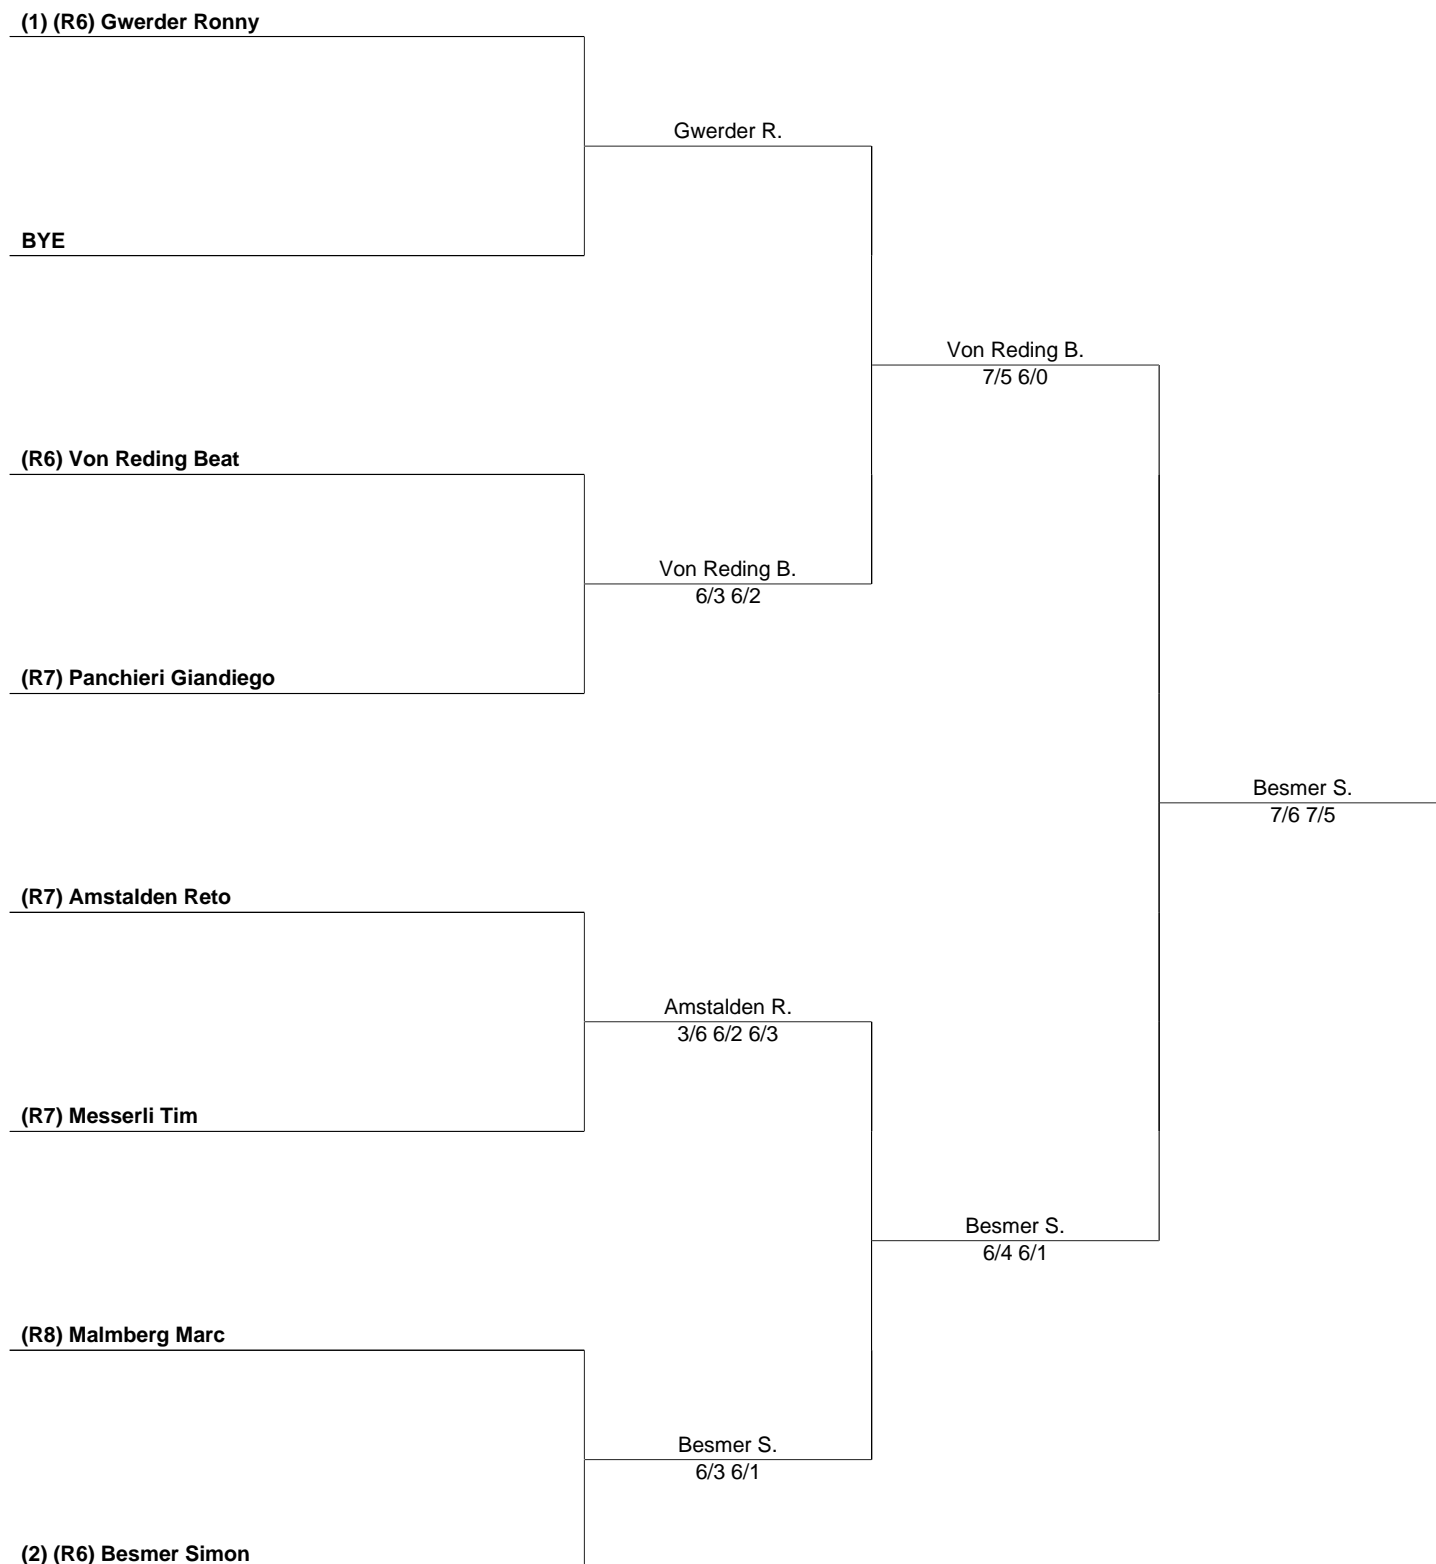 (1) (R6) Gwerder Ronny
Gwerder R.
BYE
Von Reding B.
7/5 6/0
(R6) Von Reding Beat
Von Reding B.
6/3 6/2
(R7) Panchieri Giandiego
Besmer S.
7/6 7/5
(R7) Amstalden Reto
Amstalden R.
3/6 6/2 6/3
(R7) Messerli Tim
Besmer S.
6/4 6/1
(R8) Malmberg Marc
Besmer S.
6/3 6/1
(2) (R6) Besmer Simon